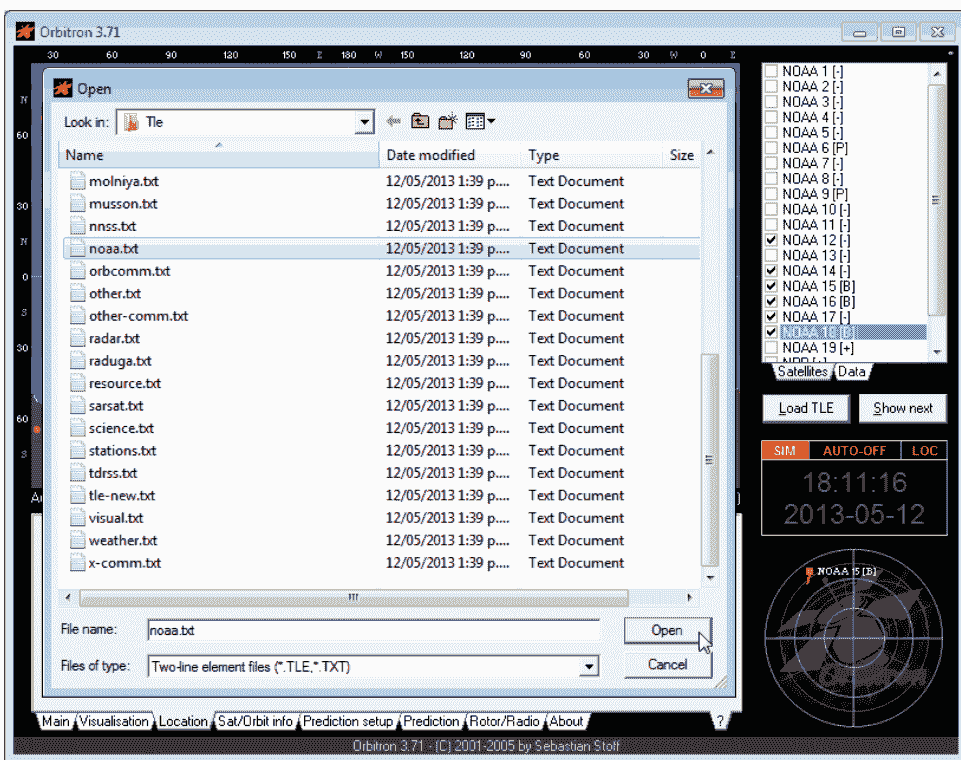 Orbitron 3.71
30 60 90 120 150 E 180 W 150 120 90 60 30 W 0 E
N
60
30
N
0
S
30
60
S
Open
Look in: Tle
Name Date modified Type Size
molniya.txt 12/05/2013 1:39 p.... Text Document
musson.txt 12/05/2013 1:39 p.... Text Document
nnss.txt 12/05/2013 1:39 p.... Text Document
noaa.txt 12/05/2013 1:39 p.... Text Document
orbcomm.txt 12/05/2013 1:39 p.... Text Document
other.txt 12/05/2013 1:39 p.... Text Document
other-comm.txt 12/05/2013 1:39 p.... Text Document
radar.txt 12/05/2013 1:39 p.... Text Document
raduga.txt 12/05/2013 1:39 p.... Text Document
resource.txt 12/05/2013 1:39 p.... Text Document
sarsat.txt 12/05/2013 1:39 p.... Text Document
science.txt 12/05/2013 1:39 p.... Text Document
stations.txt 12/05/2013 1:39 p.... Text Document
tdrss.txt 12/05/2013 1:39 p.... Text Document
tle-new.txt 12/05/2013 1:39 p.... Text Document
visual.txt 12/05/2013 1:39 p.... Text Document
weather.txt 12/05/2013 1:39 p.... Text Document
x-comm.txt 12/05/2013 1:39 p.... Text Document
File name: noaa.txt Open
Files of type: Two-line element files (*.TLE,*.TXT) Cancel
NOAA 1 [-]
NOAA 2 [-]
NOAA 3 [-]
NOAA 4 [-]
NOAA 5 [-]
NOAA 6 [P]
NOAA 7 [-]
NOAA 8 [-]
NOAA 9 [P]
NOAA 10 [-]
NOAA 11 [-]
NOAA 12 [-]
NOAA 13 [-]
NOAA 14 [-]
NOAA 15 [B]
NOAA 16 [B]
NOAA 17 [-]
NOAA 18 [B]
NOAA 19 [+]
Satellites Data
Load TLE Show next
SIM AUTO-OFF LOC
18:11:16
2013-05-12
NOAA 15 [B]
Main Visualisation Location Sat/Orbit info Prediction setup Prediction Rotor/Radio About ?
Orbitron 3.71 - (C) 2001-2005 by Sebastian Stoff